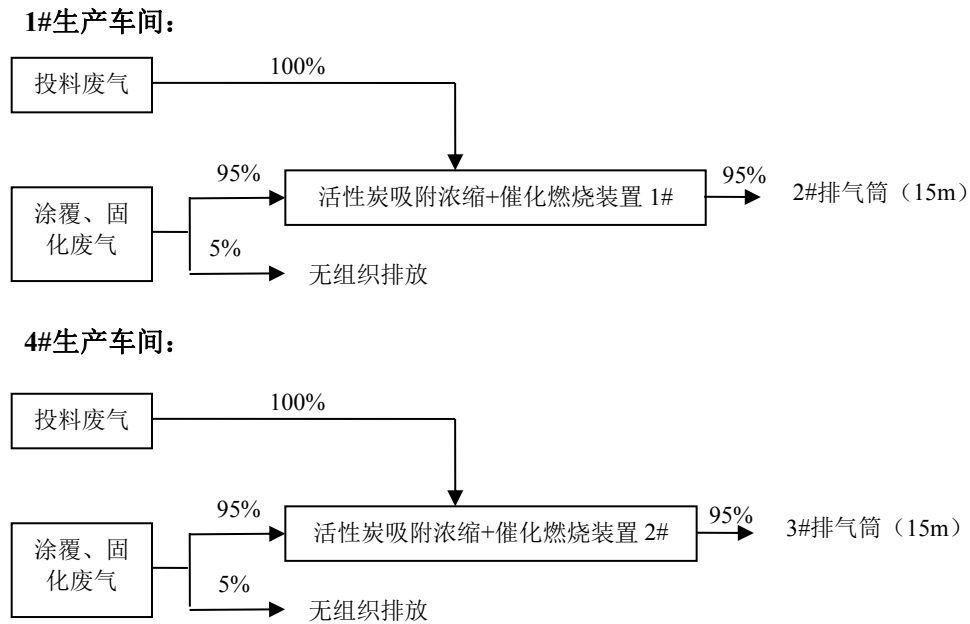 1#生产车间：
100%
投料废气
95%
活性炭吸附浓缩+催化燃烧装置 1#
95%
2#排气筒（15m）
涂覆、固
化废气
5%
无组织排放
4#生产车间：
100%
投料废气
95%
活性炭吸附浓缩+催化燃烧装置 2#
95%
3#排气筒（15m）
涂覆、固
化废气
5%
无组织排放